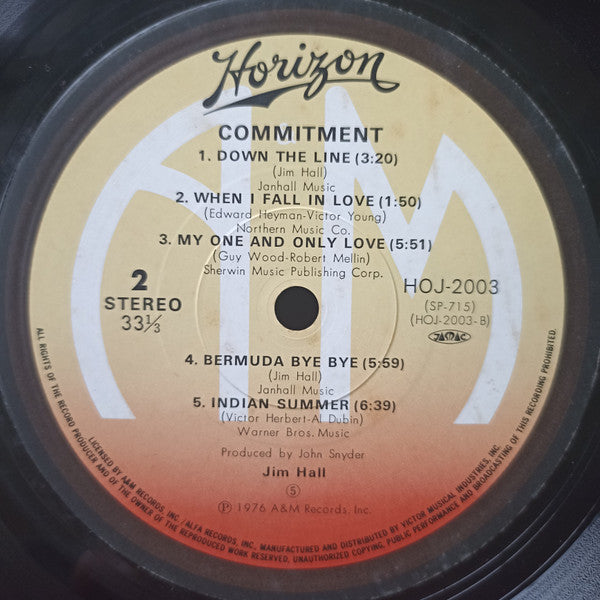 Horizon
COMMITMENT
1. DOWN THE LINE (3:20)
(Jim Hall)
Janhall Music
2. WHEN I FALL IN LOVE (1:50)
(Edward Heyman-Victor Young)
Northern Music Co.
3. MY ONE AND ONLY LOVE (5:51)
(Guy Wood-Robert Mellin)
Sherwin Music Publishing Corp.
2
STEREO
33⅓
HOJ-2003
(SP-715)
(HOJ-2003-B)
JASRAC
4. BERMUDA BYE BYE (5:59)
(Jim Hall)
Janhall Music
5. INDIAN SUMMER (6:39)
(Victor Herbert-Al Dubin)
Warner Bros. Music
Produced by John Snyder
Jim Hall
5
Ⓟ 1976 A&M Records, Inc.
A&M
ALL RIGHTS OF THE RECORD PRODUCER AND OF THE OWNER OF THE REPRODUCED WORK RESERVED, UNAUTHORIZED COPYING, PUBLIC PERFORMANCE AND BROADCASTING OF THIS RECORD PROHIBITED.
LICENSED BY A&M RECORDS, INC. / ALFA RECORDS, INC., MANUFACTURED AND DISTRIBUTED BY VICTOR MUSICAL INDUSTRIES, INC.